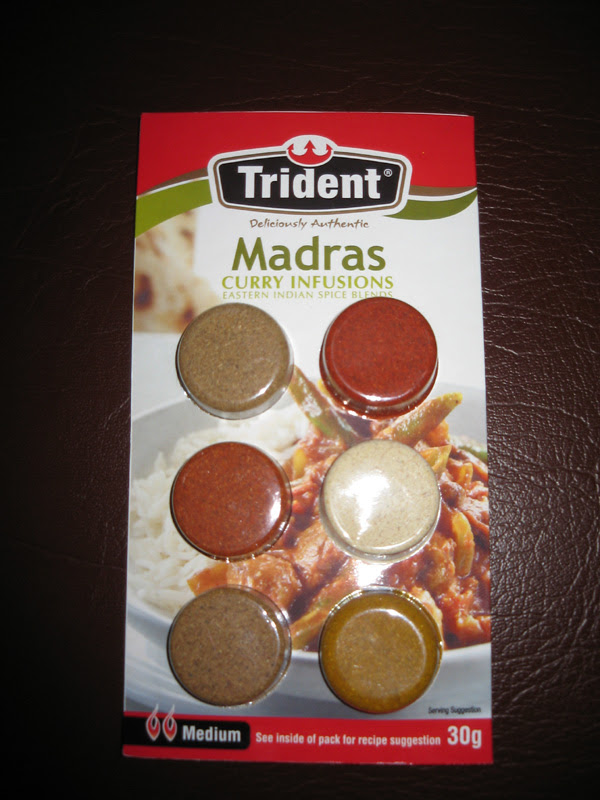 Trident®
Deliciously Authentic
Madras
CURRY INFUSIONS
EASTERN INDIAN SPICE BLENDS
Serving Suggestion
Medium
See inside of pack for recipe suggestion 30g